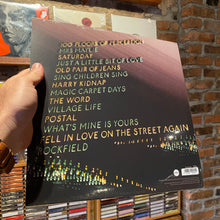 100 FLOORS OF PERCEPTION
MRS HAYLE
SATURDAY
JUST A LITTLE BIT OF LOVE
OLD PAIR OF JEANS
SING CHILDREN SING
HARRY KIDNAP
MAGIC CARPET DAYS
THE WORD
VILLAGE LIFE
POSTAL
WHAT'S MINE IS YOURS
FELL IN LOVE ON THE STREET AGAIN
ROCKFIELD